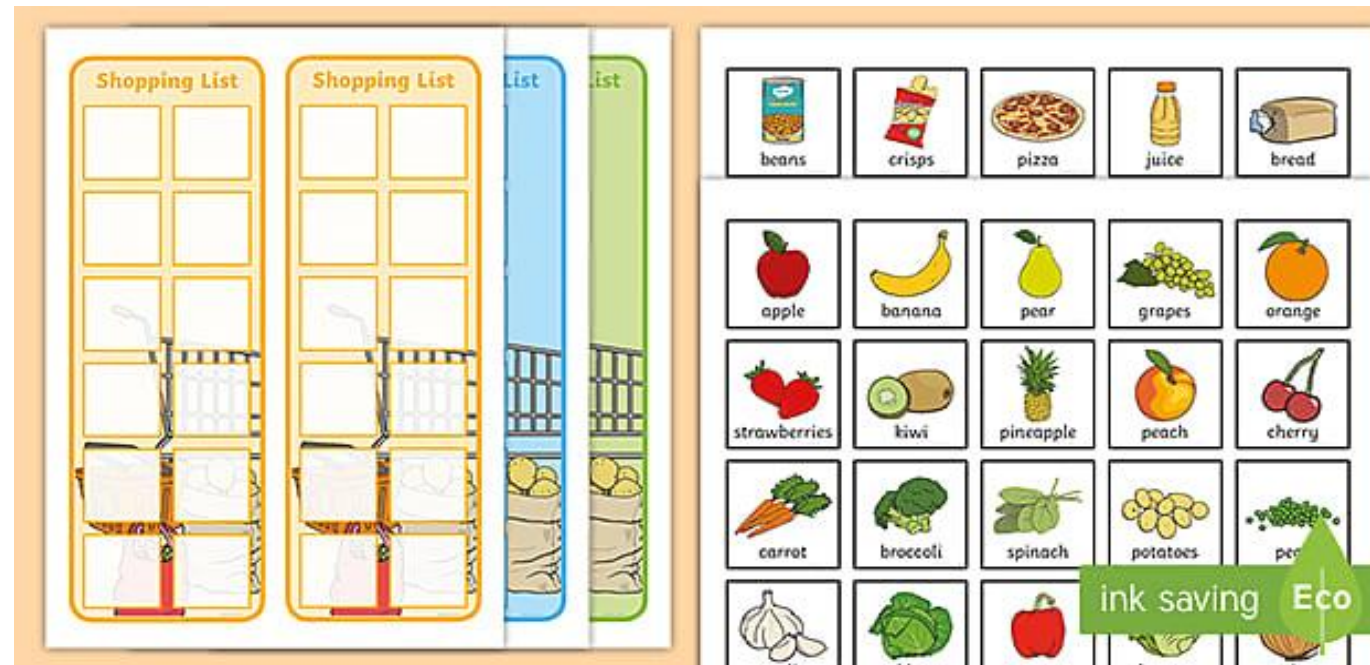 Shopping List
Shopping List
List
List
beans
crisps
pizza
juice
bread
apple
banana
pear
grapes
orange
strawberries
kiwi
pineapple
peach
cherry
carrot
broccoli
spinach
potatoes
ink saving
Eco